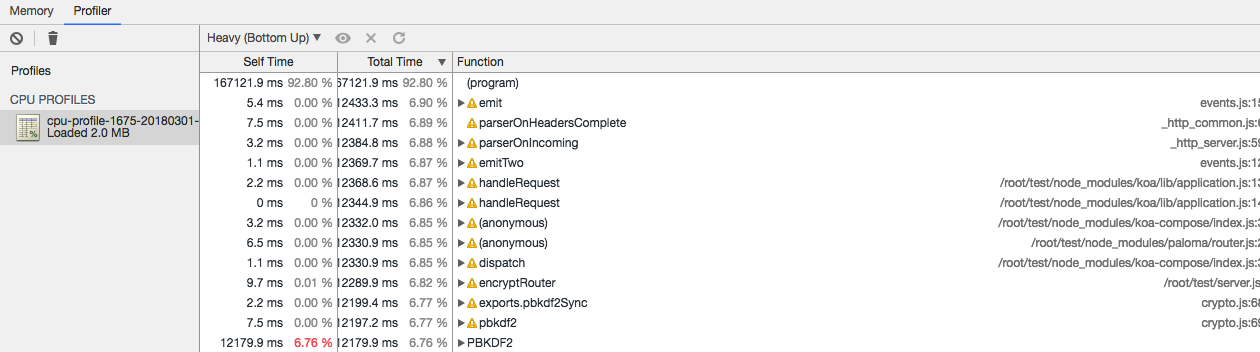 Memory Profiler
Heavy (Bottom Up) ▼
Profiles
CPU PROFILES
cpu-profile-1675-20180301-
Loaded 2.0 MB
Self Time Total Time ▼ Function
167121.9 ms 92.80 % 67121.9 ms 92.80 % (program)
5.4 ms 0.00 % 12433.3 ms 6.90 % emit events.js:15
7.5 ms 0.00 % 12411.7 ms 6.89 % parserOnHeadersComplete _http_common.js:6
3.2 ms 0.00 % 12384.8 ms 6.88 % parserOnIncoming _http_server.js:59
1.1 ms 0.00 % 12369.7 ms 6.87 % emitTwo events.js:12
2.2 ms 0.00 % 12368.6 ms 6.87 % handleRequest /root/test/node_modules/koa/lib/application.js:13
0 ms 0 % 12344.9 ms 6.86 % handleRequest /root/test/node_modules/koa/lib/application.js:14
3.2 ms 0.00 % 12332.0 ms 6.85 % (anonymous) /root/test/node_modules/koa-compose/index.js:3
6.5 ms 0.00 % 12330.9 ms 6.85 % (anonymous) /root/test/node_modules/paloma/router.js:2
1.1 ms 0.00 % 12330.9 ms 6.85 % dispatch /root/test/node_modules/koa-compose/index.js:3
9.7 ms 0.01 % 12289.9 ms 6.82 % encryptRouter /root/test/server.js
2.2 ms 0.00 % 12199.4 ms 6.77 % exports.pbkdf2Sync crypto.js:68
7.5 ms 0.00 % 12197.2 ms 6.77 % pbkdf2 crypto.js:69
12179.9 ms 6.76 % 12179.9 ms 6.76 % PBKDF2